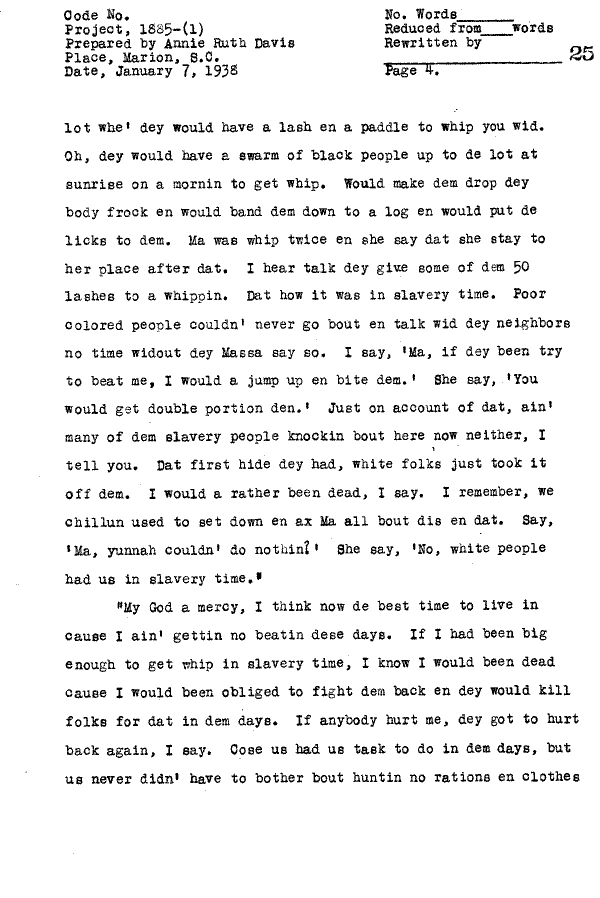 Code No.
Project, 1885-(1)
Prepared by Annie Ruth Davis
Place, Marion, S.C.
Date, January 7, 1938
No. Words
Reduced from words
Rewritten by
25
Page 4.
lot whe' dey would have a lash en a paddle to whip you wid.
Oh, dey would have a swarm of black people up to de lot at
sunrise on a mornin to get whip. Would make dem drop dey
body frock en would band dem down to a log en would put de
licks to dem. Ma was whip twice en she say dat she stay to
her place after dat. I hear talk dey give some of dem 50
lashes to a whippin. Dat how it was in slavery time. Poor
colored people couldn' never go bout en talk wid dey neighbors
no time widout dey Massa say so. I say, 'Ma, if dey been try
to beat me, I would a jump up en bite dem.' She say, 'You
would get double portion den.' Just on account of dat, ain'
many of dem slavery people knockin bout here now neither, I
tell you. Dat first hide dey had, white folks just took it
off dem. I would a rather been dead, I say. I remember, we
chillun used to set down en ax Ma all bout dis en dat. Say,
'Ma, yunnah couldn' do nothin?' She say, 'No, white people
had us in slavery time."
"My God a mercy, I think now de best time to live in
cause I ain' gettin no beatin dese days. If I had been big
enough to get whip in slavery time, I know I would been dead
cause I would been obliged to fight dem back en dey would kill
folks for dat in dem days. If anybody hurt me, dey got to hurt
back again, I say. Cose us had us task to do in dem days, but
us never didn' have to bother bout huntin no rations en clothes